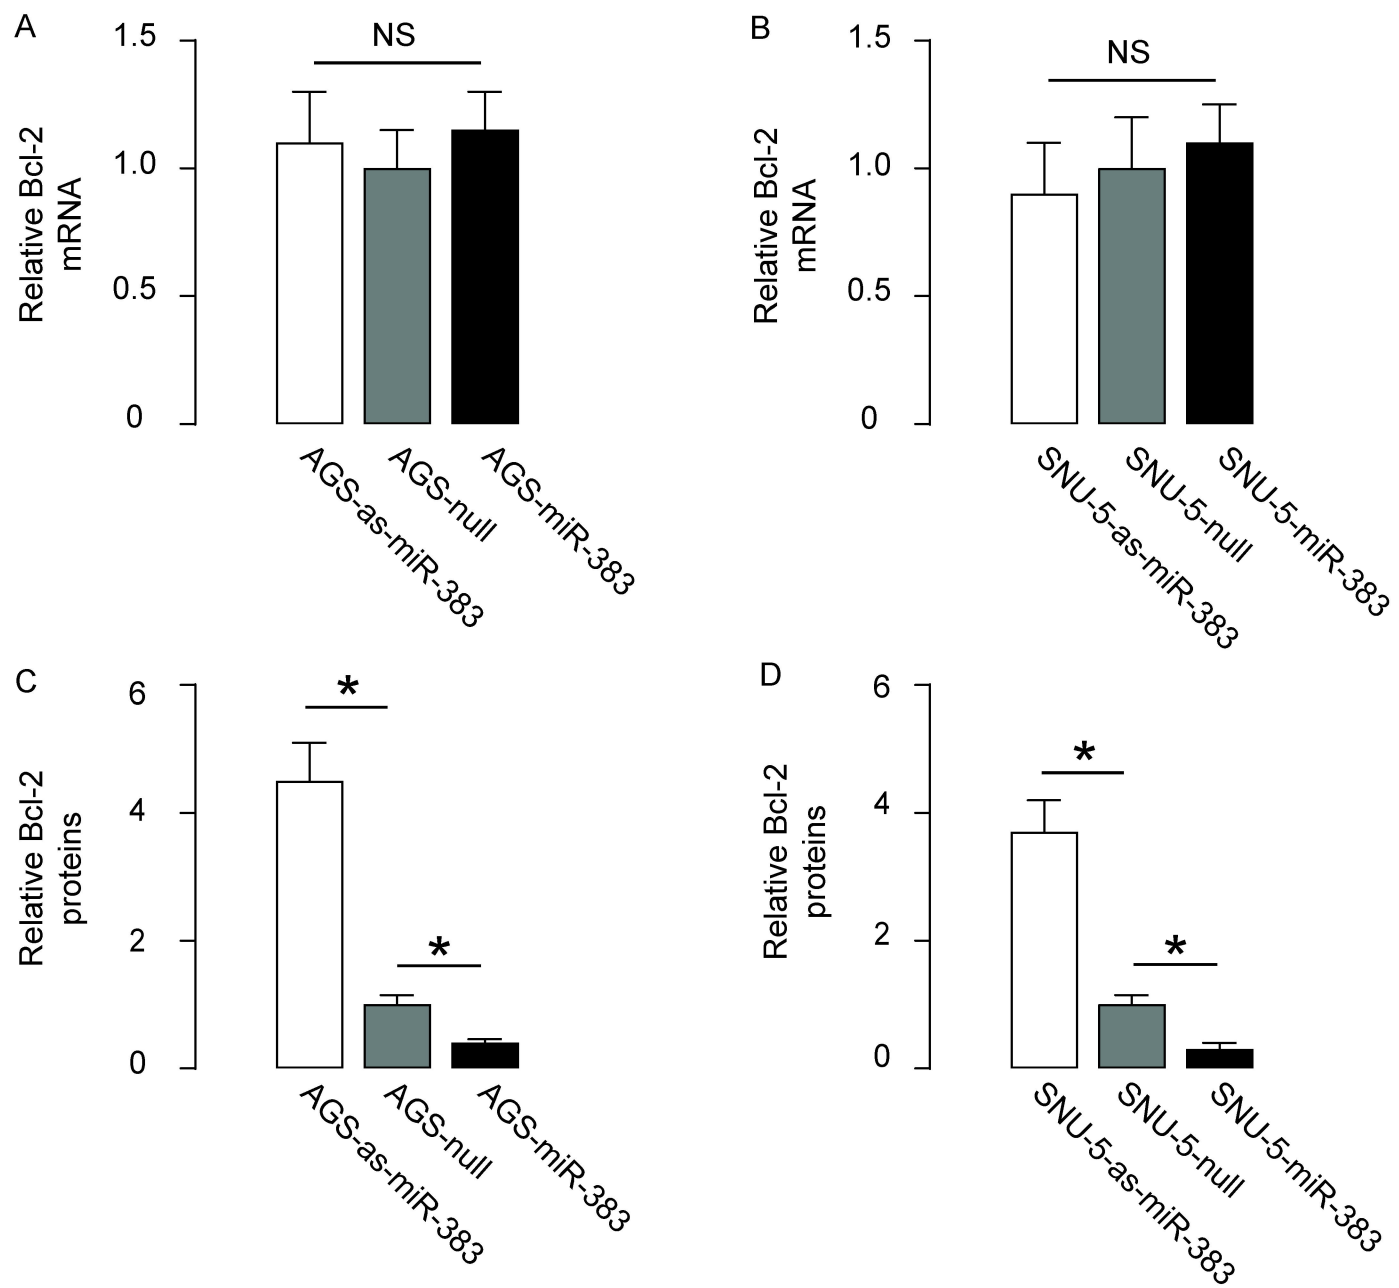 A
1.5
1.0
0.5
0
Relative Bcl-2
mRNA
NS
AGS-as-miR-383
AGS-null
AGS-miR-383
B
1.5
1.0
0.5
0
Relative Bcl-2
mRNA
NS
SNU-5-as-miR-383
SNU-5-null
SNU-5-miR-383
C
6
4
2
0
Relative Bcl-2
proteins
*
*
AGS-as-miR-383
AGS-null
AGS-miR-383
D
6
4
2
0
Relative Bcl-2
proteins
*
*
SNU-5-as-miR-383
SNU-5-null
SNU-5-miR-383